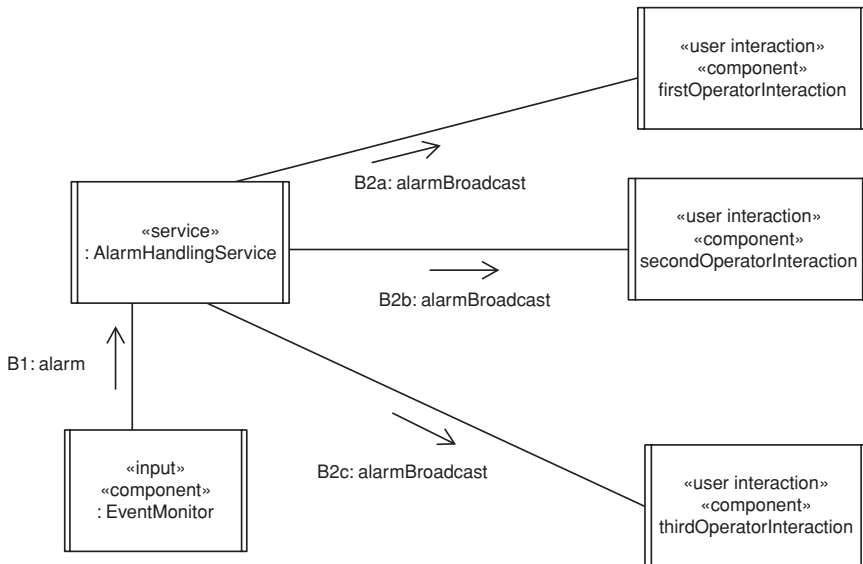 «user interaction»
«component»
firstOperatorInteraction
B2a: alarmBroadcast
«service»
: AlarmHandlingService
«user interaction»
«component»
secondOperatorInteraction
B2b: alarmBroadcast
B1: alarm
«input»
«component»
: EventMonitor
B2c: alarmBroadcast
«user interaction»
«component»
thirdOperatorInteraction